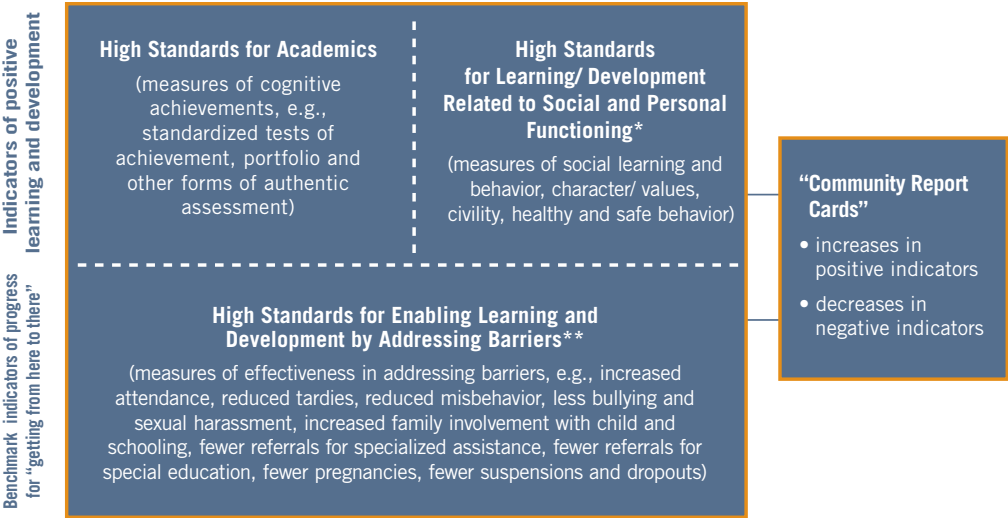 Indicators of positive
learning and development
High Standards for Academics
(measures of cognitive
achievements, e.g.,
standardized tests of
achievement, portfolio and
other forms of authentic
assessment)
High Standards
for Learning/ Development
Related to Social and Personal
Functioning*
(measures of social learning and
behavior, character/ values,
civility, healthy and safe behavior)
Benchmark indicators of progress
for “getting from here to there”
High Standards for Enabling Learning and
Development by Addressing Barriers**
(measures of effectiveness in addressing barriers, e.g., increased
attendance, reduced tardies, reduced misbehavior, less bullying and
sexual harassment, increased family involvement with child and
schooling, fewer referrals for specialized assistance, fewer referrals for
special education, fewer pregnancies, fewer suspensions and dropouts)
“Community Report
Cards”
• increases in
positive indicators
• decreases in
negative indicators